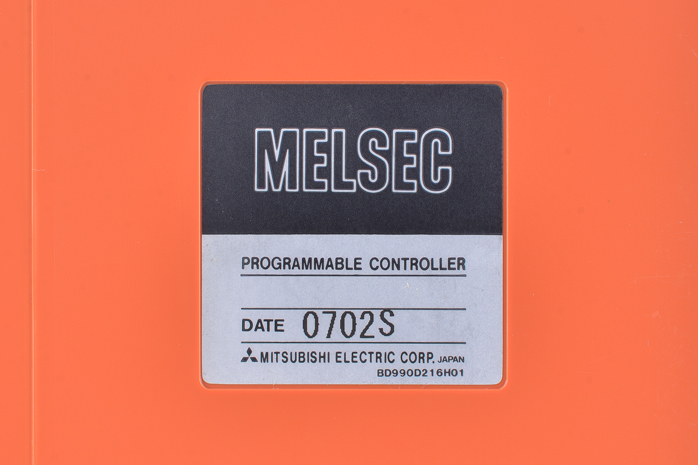 MELSEC
PROGRAMMABLE CONTROLLER
DATE 0702S
MITSUBISHI ELECTRIC CORP. JAPAN
BD990D216H01